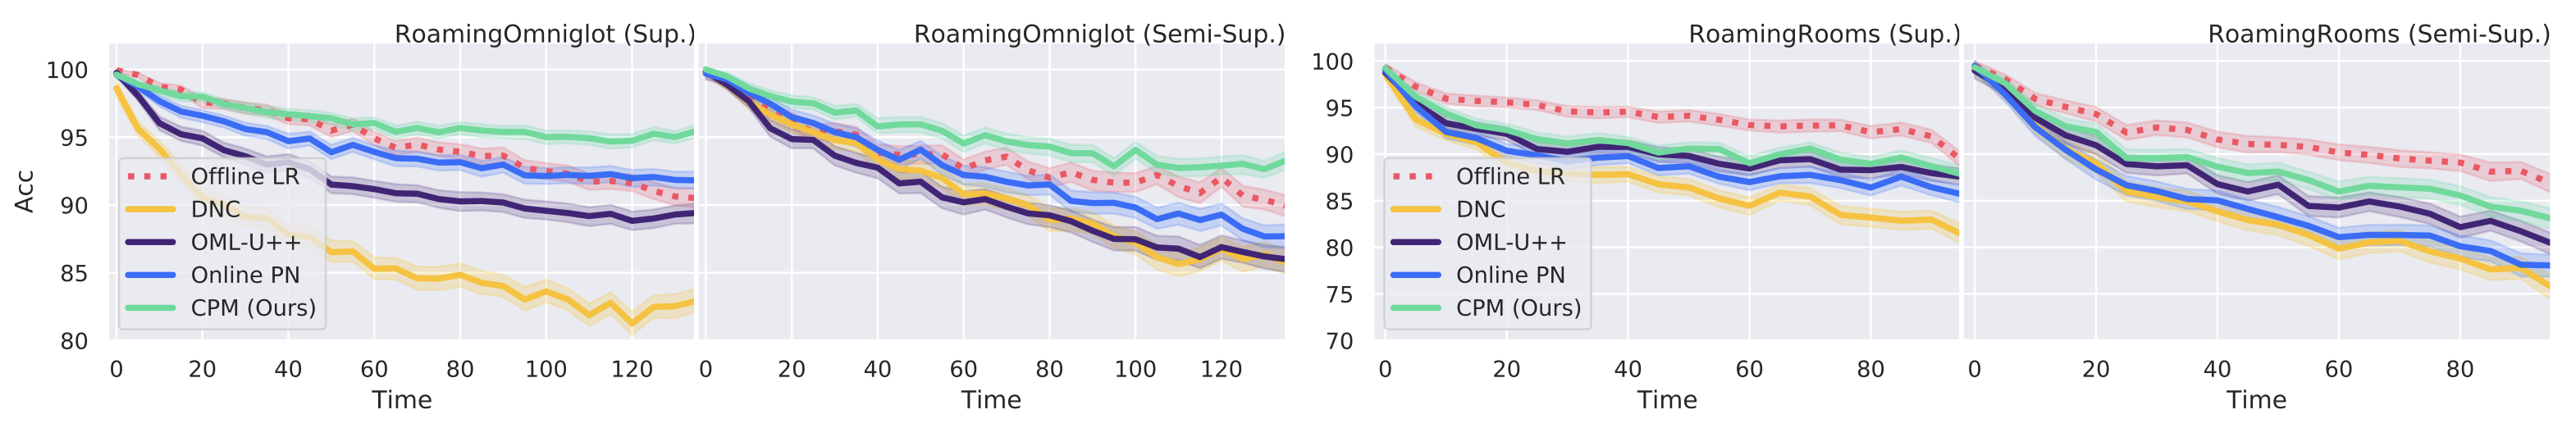 RoamingOmniglot (Sup.)
RoamingOmniglot (Semi-Sup.)
RoamingRooms (Sup.)
RoamingRooms (Semi-Sup.)
Acc
100
95
90
85
80
Offline LR
DNC
OML-U++
Online PN
CPM (Ours)
0 20 40 60 80 100 120
Time
0 20 40 60 80 100 120
Time
100
95
90
85
80
75
70
Offline LR
DNC
OML-U++
Online PN
CPM (Ours)
0 20 40 60 80
Time
0 20 40 60 80
Time